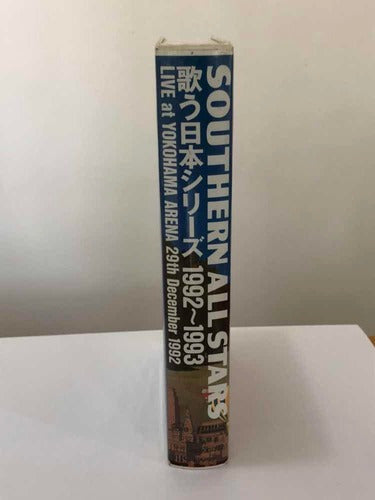 SOUTHERN ALL STARS
歌う日本シリーズ 1992〜1993
LIVE at YOKOHAMA ARENA 29th December 1992